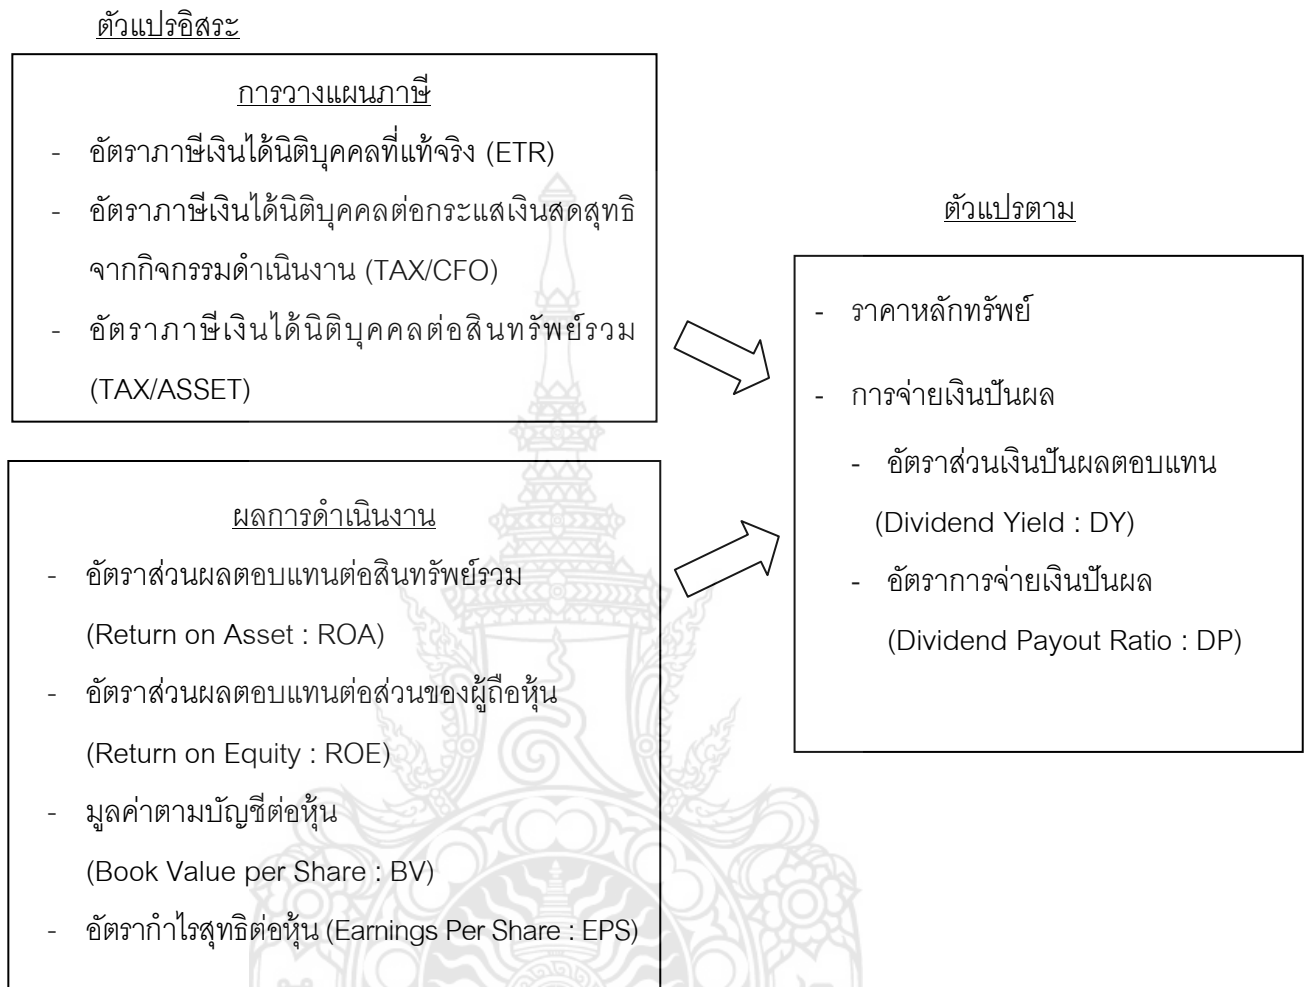 ตัวแปรอิสระ
การวางแผนภาษี
- อัตราภาษีเงินได้นิติบุคคลที่แท้จริง (ETR)
- อัตราภาษีเงินได้นิติบุคคลต่อกระแสเงินสดสุทธิ
จากกิจกรรมดำเนินงาน (TAX/CFO)
- อัตราภาษีเงินได้นิติบุคคลต่อสินทรัพย์รวม
(TAX/ASSET)
ผลการดำเนินงาน
- อัตราส่วนผลตอบแทนต่อสินทรัพย์รวม
(Return on Asset : ROA)
- อัตราส่วนผลตอบแทนต่อส่วนของผู้ถือหุ้น
(Return on Equity : ROE)
- มูลค่าตามบัญชีต่อหุ้น
(Book Value per Share : BV)
- อัตรากำไรสุทธิต่อหุ้น (Earnings Per Share : EPS)
ตัวแปรตาม
- ราคาหลักทรัพย์
- การจ่ายเงินปันผล
- อัตราส่วนเงินปันผลตอบแทน
(Dividend Yield : DY)
- อัตราการจ่ายเงินปันผล
(Dividend Payout Ratio : DP)